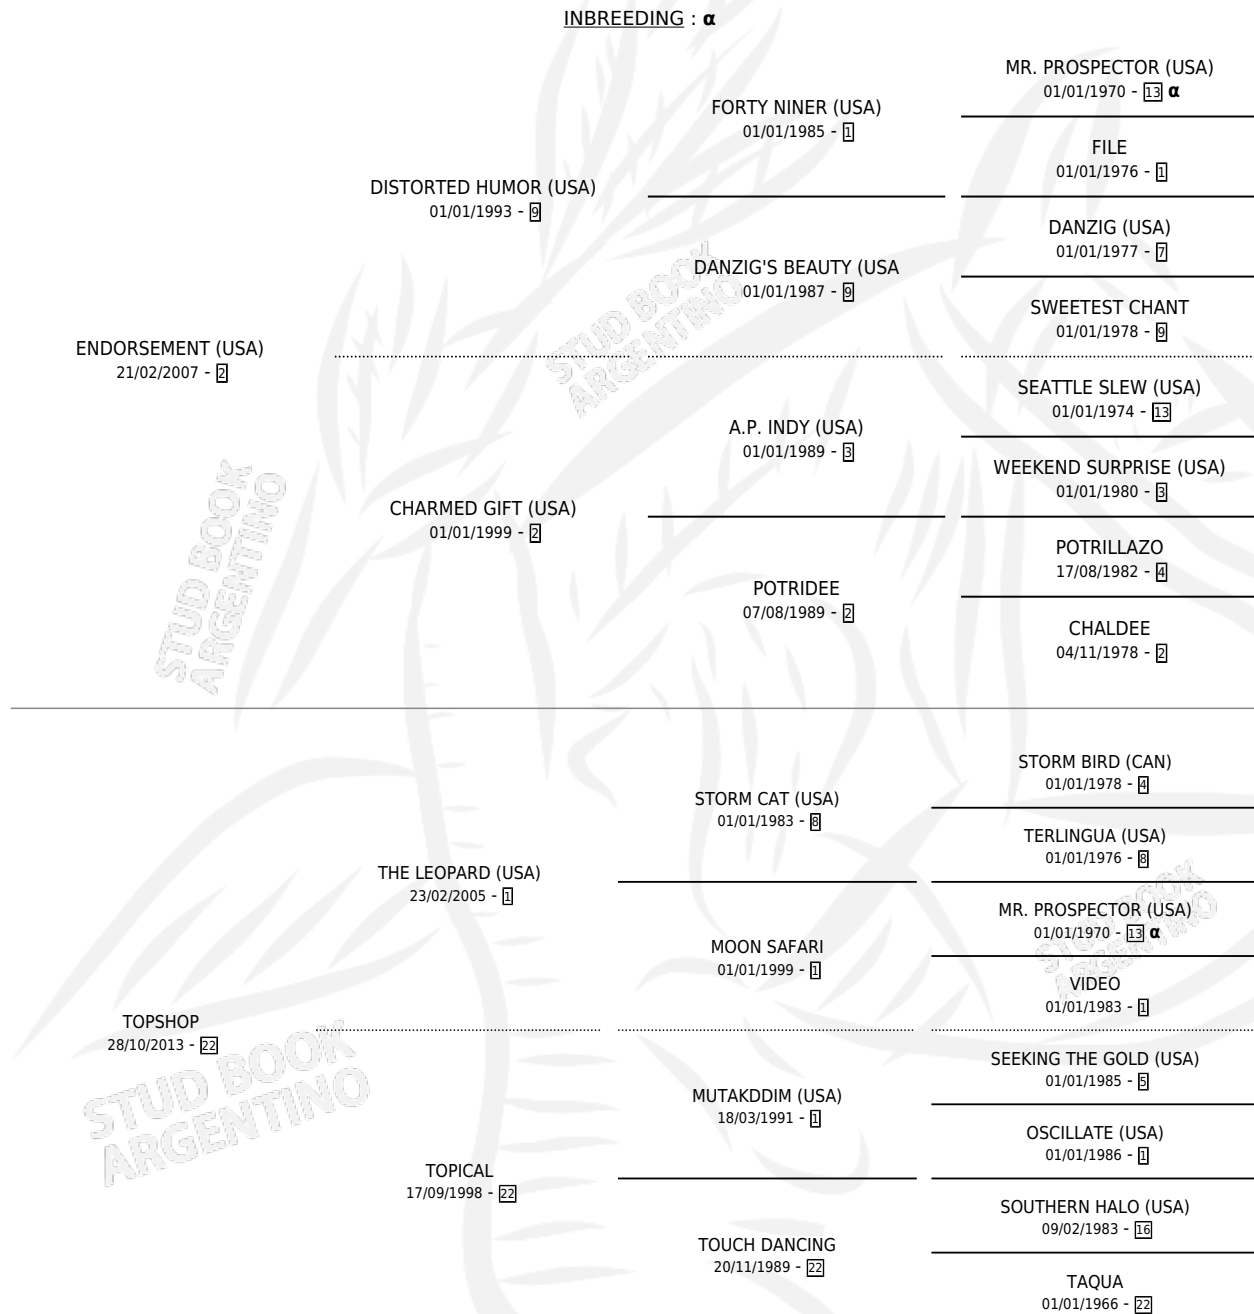 INBREEDING : α
MR. PROSPECTOR (USA)
01/01/1970 - 13 α
FORTY NINER (USA)
01/01/1985 - 1
FILE
01/01/1976 - 1
DISTORTED HUMOR (USA)
01/01/1993 - 9
DANZIG (USA)
01/01/1977 - 7
DANZIG'S BEAUTY (USA
01/01/1987 - 9
SWEETEST CHANT
01/01/1978 - 9
ENDORSEMENT (USA)
21/02/2007 - 2
SEATTLE SLEW (USA)
01/01/1974 - 13
A.P. INDY (USA)
01/01/1989 - 3
WEEKEND SURPRISE (USA)
01/01/1980 - 3
CHARMED GIFT (USA)
01/01/1999 - 2
POTRILLAZO
17/08/1982 - 4
POTRIDEE
07/08/1989 - 2
CHALDEE
04/11/1978 - 2
STORM BIRD (CAN)
01/01/1978 - 4
STORM CAT (USA)
01/01/1983 - 8
TERLINGUA (USA)
01/01/1976 - 8
THE LEOPARD (USA)
23/02/2005 - 1
MR. PROSPECTOR (USA)
01/01/1970 - 13 α
MOON SAFARI
01/01/1999 - 1
VIDEO
01/01/1983 - 1
TOPSHOP
28/10/2013 - 22
SEEKING THE GOLD (USA)
01/01/1985 - 5
MUTAKDDIM (USA)
18/03/1991 - 1
OSCILLATE (USA)
01/01/1986 - 1
TOPICAL
17/09/1998 - 22
SOUTHERN HALO (USA)
09/02/1983 - 16
TOUCH DANCING
20/11/1989 - 22
TAQUA
01/01/1966 - 22
STUD BOOK
ARGENTINO
STUD BOOK
ARGENTINO
STUD BOOK
ARGENTINO
STUD BOOK
ARGENTINO